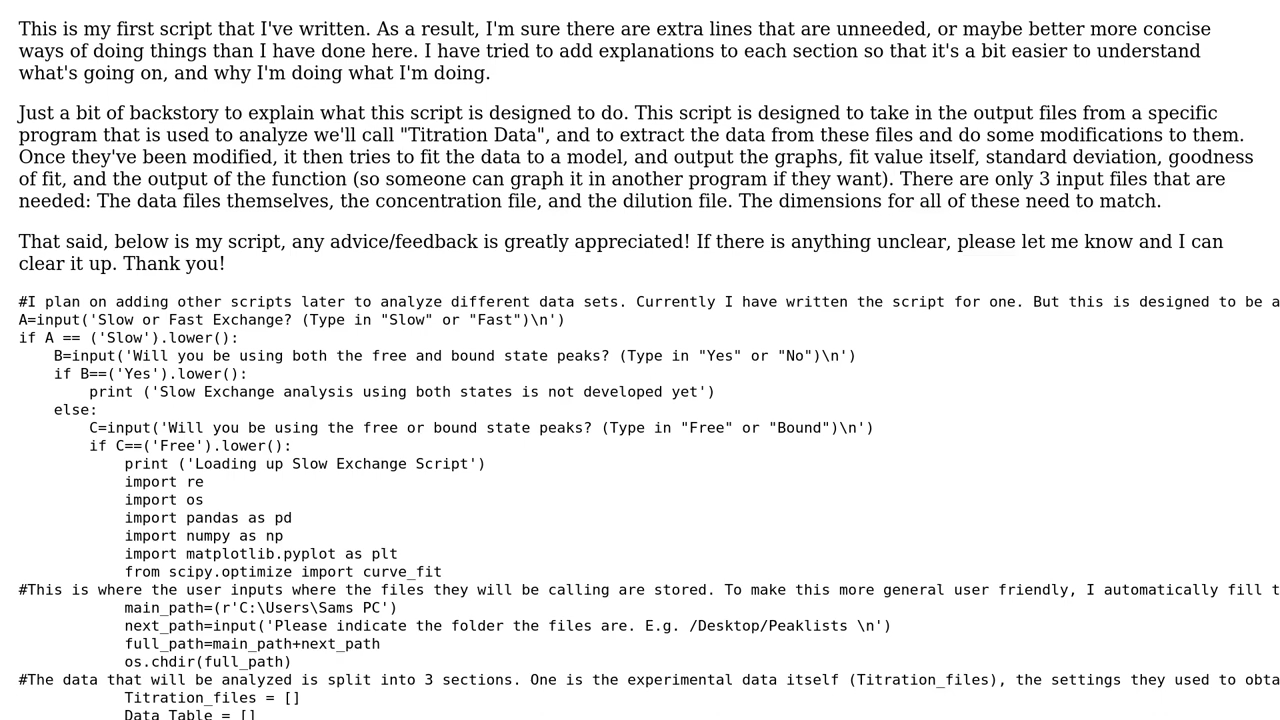 This is my first script that I've written. As a result, I'm sure there are extra lines that are unneeded, or maybe better more concise
ways of doing things than I have done here. I have tried to add explanations to each section so that it's a bit easier to understand
what's going on, and why I'm doing what I'm doing.
Just a bit of backstory to explain what this script is designed to do. This script is designed to take in the output files from a specific
program that is used to analyze we'll call "Titration Data", and to extract the data from these files and do some modifications to them.
Once they've been modified, it then tries to fit the data to a model, and output the graphs, fit value itself, standard deviation, goodness
of fit, and the output of the function (so someone can graph it in another program if they want). There are only 3 input files that are
needed: The data files themselves, the concentration file, and the dilution file. The dimensions for all of these need to match.
That said, below is my script, any advice/feedback is greatly appreciated! If there is anything unclear, please let me know and I can
clear it up. Thank you!
#I plan on adding other scripts later to analyze different data sets. Currently I have written the script for one. But this is designed to be a
A=input('Slow or Fast Exchange? (Type in "Slow" or "Fast")\n')
if A == ('Slow').lower():
    B=input('Will you be using both the free and bound state peaks? (Type in "Yes" or "No")\n')
    if B==('Yes').lower():
        print ('Slow Exchange analysis using both states is not developed yet')
    else:
        C=input('Will you be using the free or bound state peaks? (Type in "Free" or "Bound")\n')
        if C==('Free').lower():
            print ('Loading up Slow Exchange Script')
            import re
            import os
            import pandas as pd
            import numpy as np
            import matplotlib.pyplot as plt
            from scipy.optimize import curve_fit
#This is where the user inputs where the files they will be calling are stored. To make this more general user friendly, I automatically fill t
            main_path=(r'C:\Users\Sams PC')
            next_path=input('Please indicate the folder the files are. E.g. /Desktop/Peaklists \n')
            full_path=main_path+next_path
            os.chdir(full_path)
#The data that will be analyzed is split into 3 sections. One is the experimental data itself (Titration_files), the settings they used to obta
            Titration_files = []
            Data_Table = []